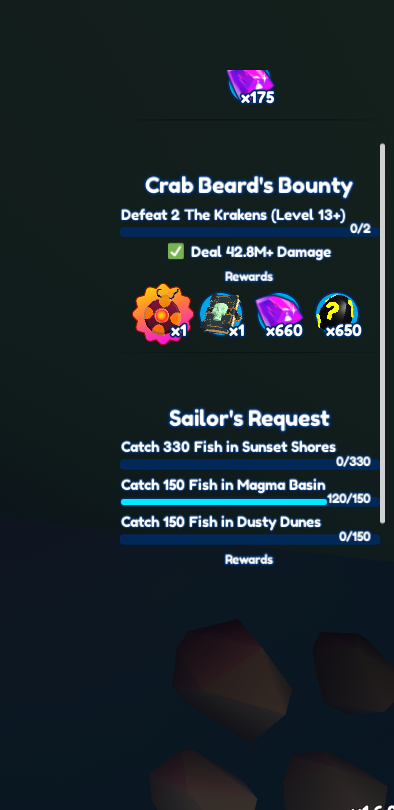 x175
Crab Beard's Bounty
Defeat 2 The Krakens (Level 13+)
0/2
Deal 42.8M+ Damage
Rewards
x1 x1 x660 ? x650
Sailor's Request
Catch 330 Fish in Sunset Shores
0/330
Catch 150 Fish in Magma Basin
120/150
Catch 150 Fish in Dusty Dunes
0/150
Rewards